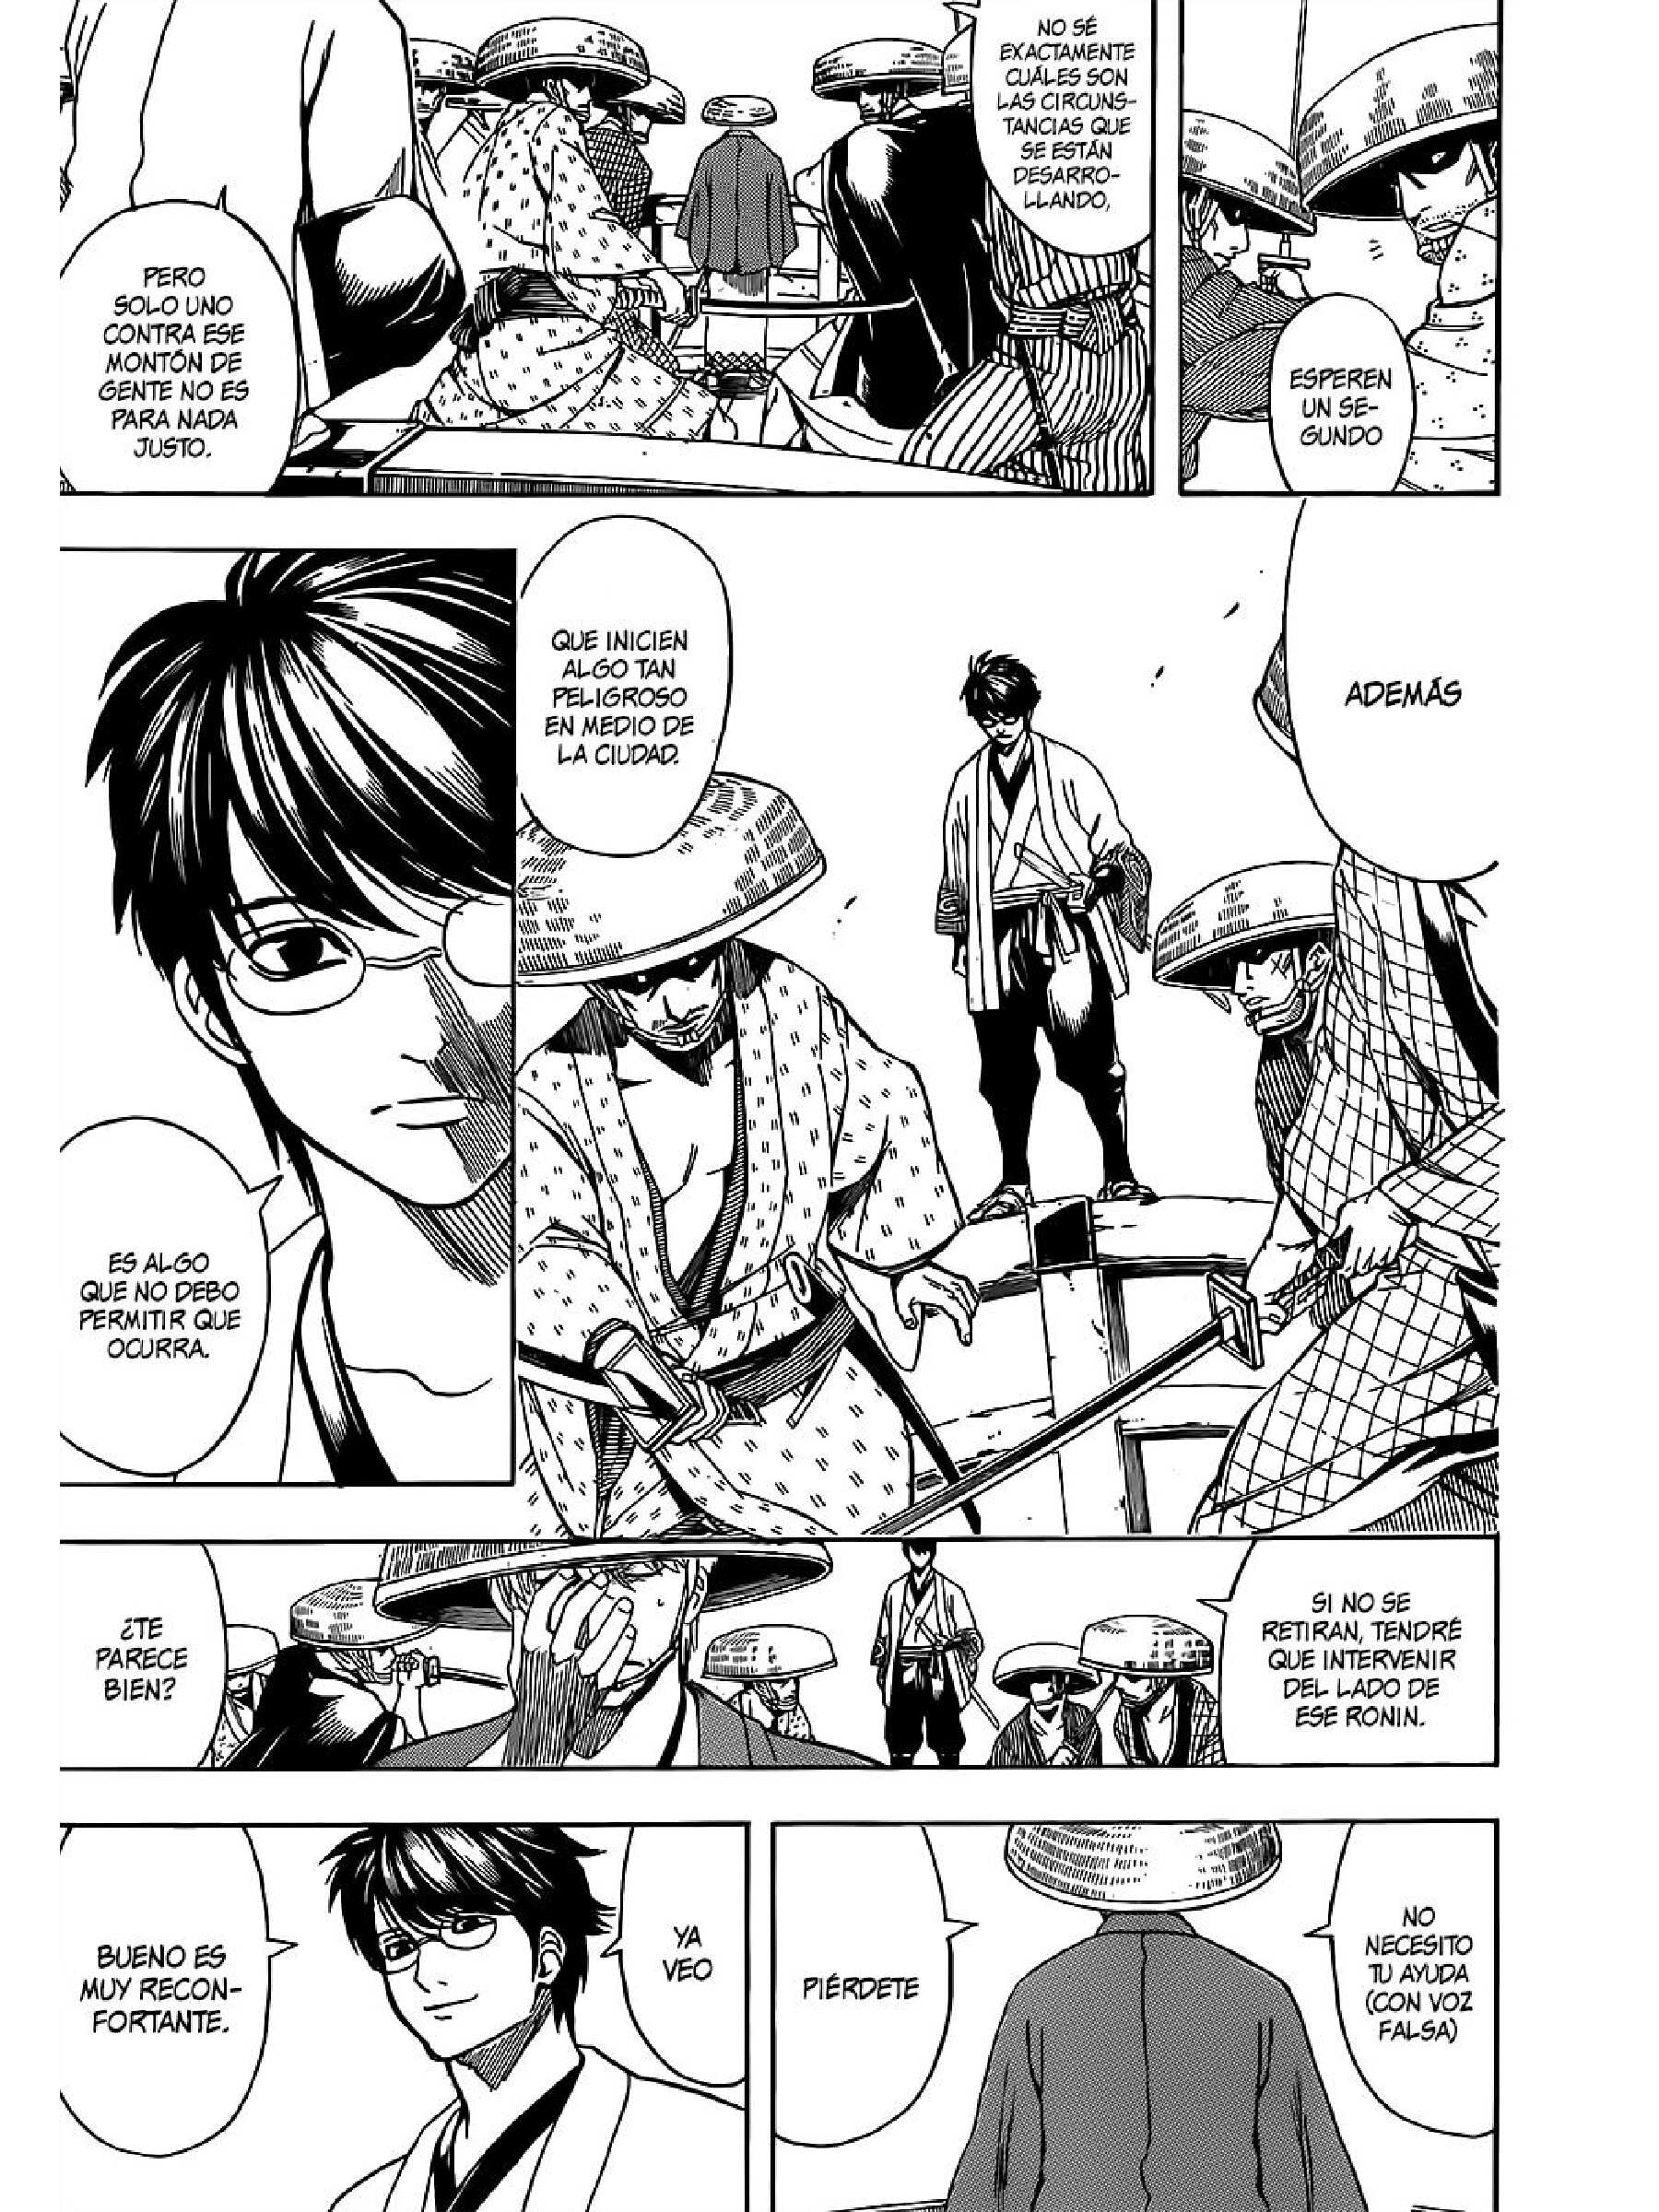 ESPEREN
UN SE-
GUNDO
NO SÉ
EXACTAMENTE
CUÁLES SON
LAS CIRCUNS-
TANCIAS QUE
SE ESTÁN
DESARRO-
LLANDO,
PERO
SOLO UNO
CONTRA ESE
MONTÓN DE
GENTE NO ES
PARA NADA
JUSTO.
ADEMÁS
QUE INICIEN
ALGO TAN
PELIGROSO
EN MEDIO DE
LA CIUDAD.
ES ALGO
QUE NO DEBO
PERMITIR QUE
OCURRA.
SI NO SE
RETIRAN, TENDRÉ
QUE INTERVENIR
DEL LADO DE
ESE RONIN.
¿TE
PARECE
BIEN?
NO
NECESITO
TU AYUDA
(CON VOZ
FALSA)
PIÉRDETE
YA
VEO
BUENO ES
MUY RECON-
FORTANTE.